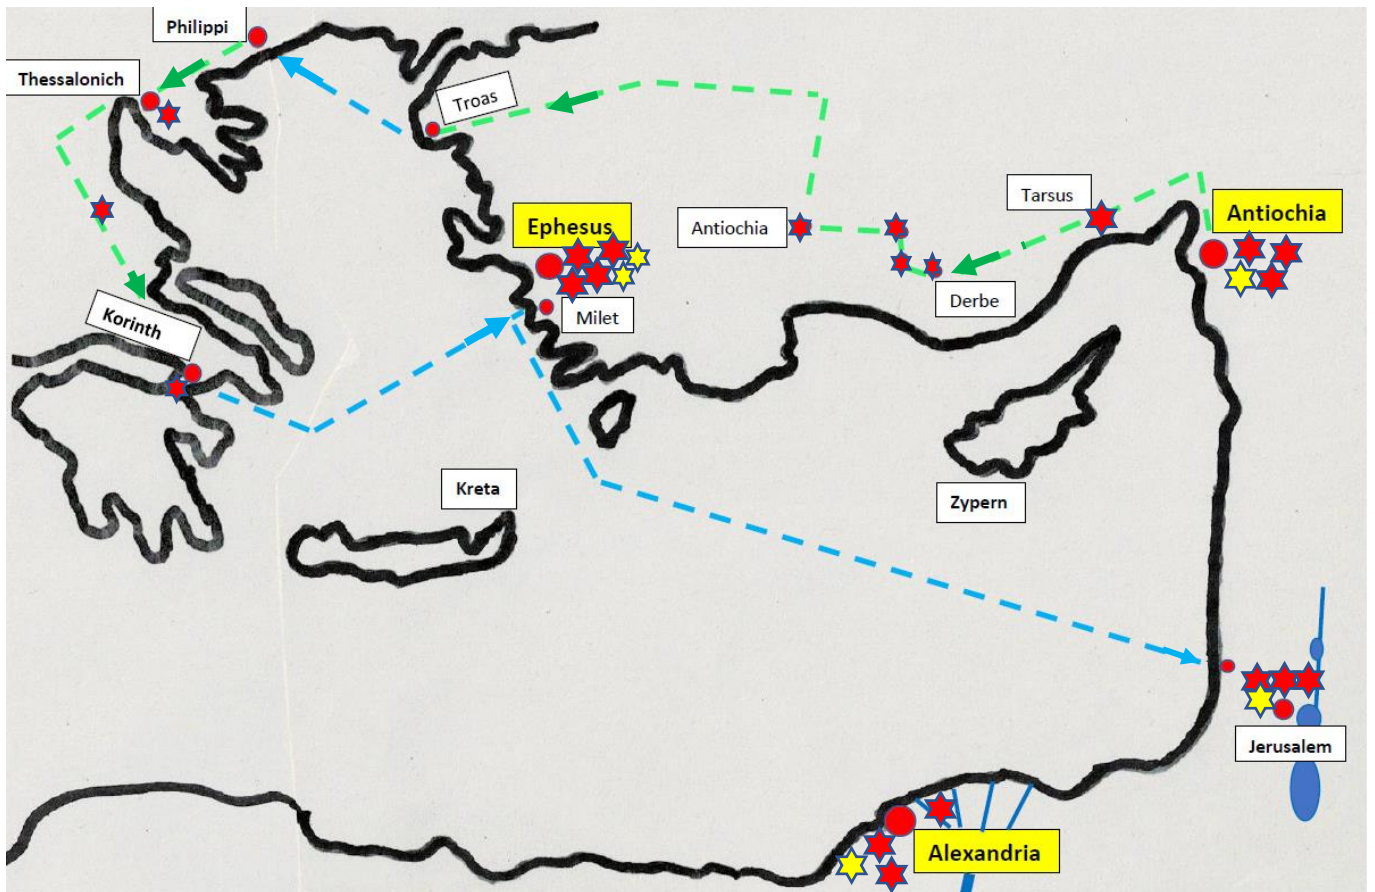 Philippi
Thessalonich
Troas
Tarsus
Antiochia
Ephesus
Antiochia
Derbe
Milet
Korinth
Kreta
Zypern
Jerusalem
Alexandria